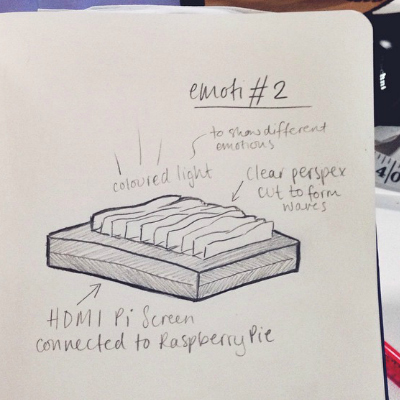 emoti #2
to show different
emotions
coloured light
clear perspex
cut to form
waves
HDMI Pi Screen
connected to Raspberry Pie